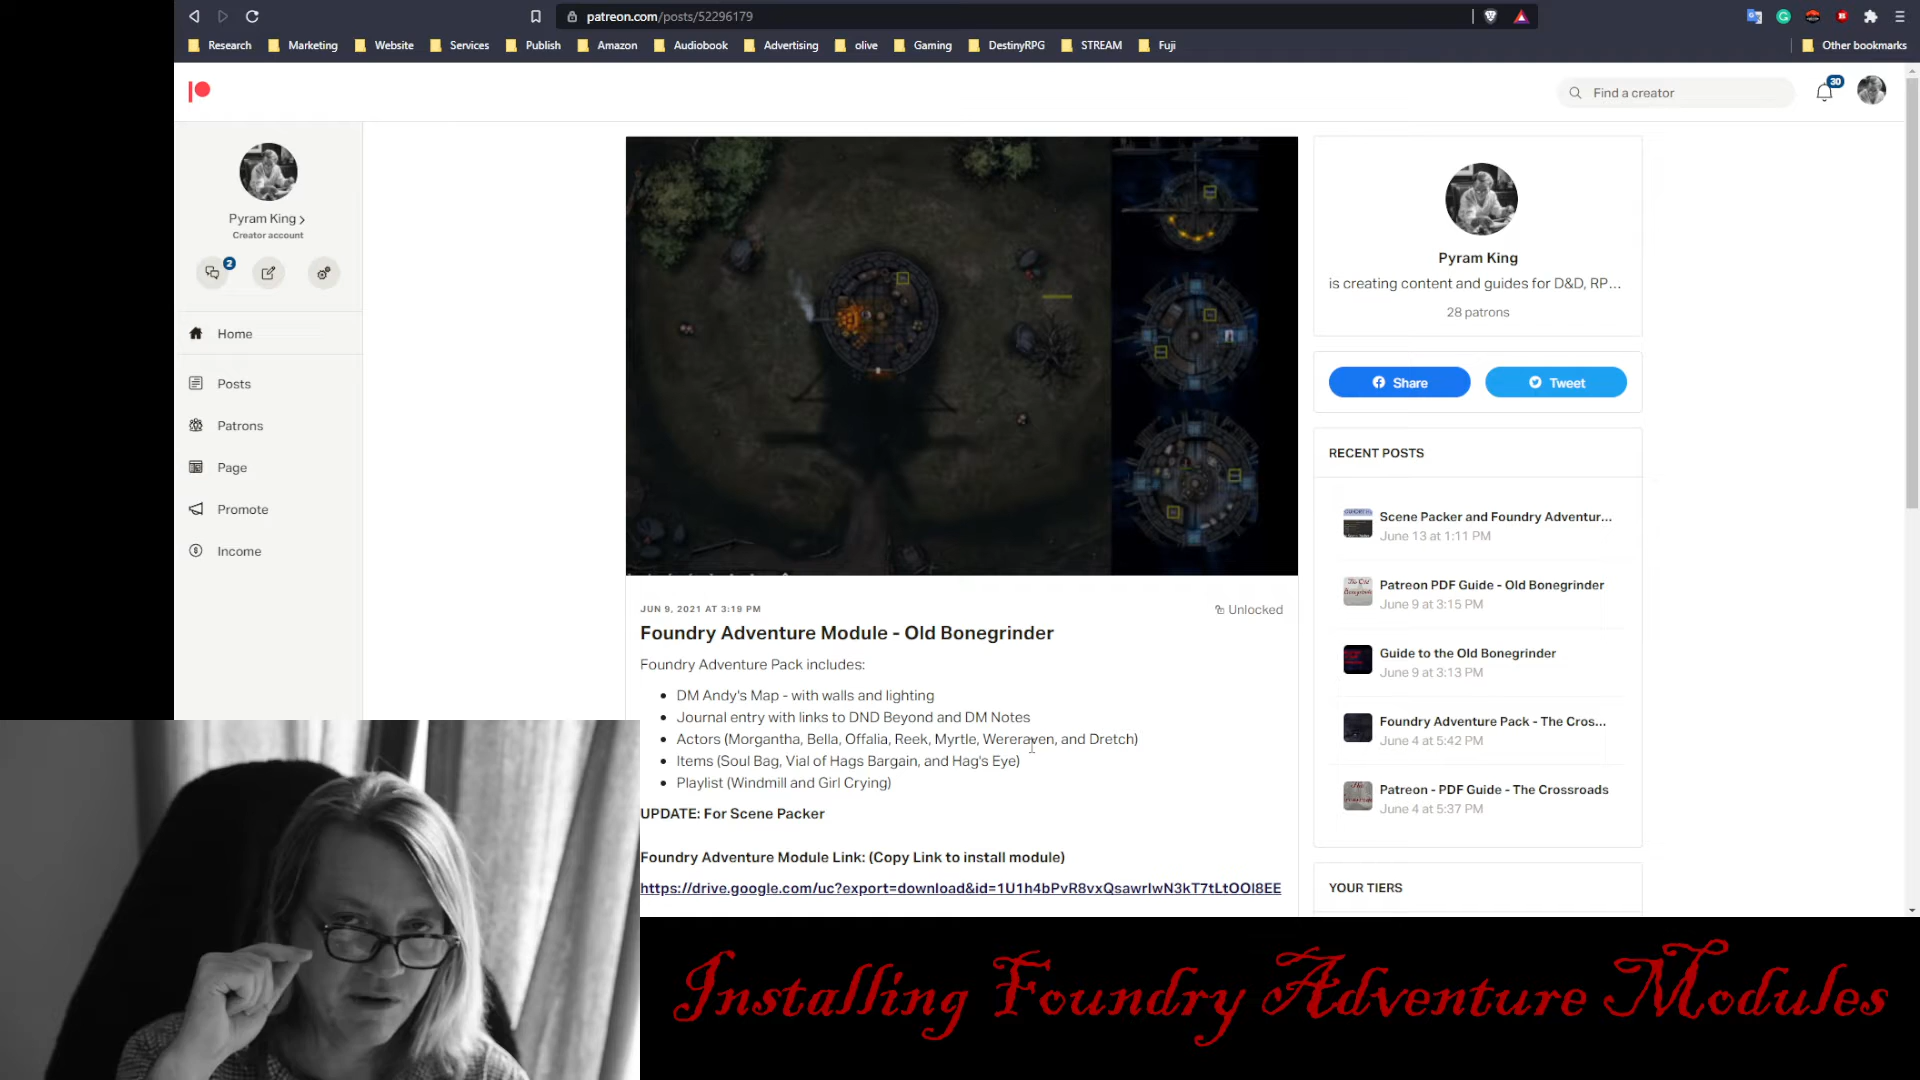 patreon.com/posts/52296179
Research
Marketing
Website
Services
Publish
Amazon
Audiobook
Advertising
olive
Gaming
DestinyRPG
STREAM
Fuji
Other bookmarks
Find a creator
30
Pyram King
Creator account
2
Home
Posts
Patrons
Page
Promote
Income
Pyram King
is creating content and guides for D&D, RP...
28 patrons
Share
Tweet
RECENT POSTS
Scene Packer and Foundry Adventur...
June 13 at 1:11 PM
Patreon PDF Guide - Old Bonegrinder
June 9 at 3:15 PM
Guide to the Old Bonegrinder
June 9 at 3:13 PM
Foundry Adventure Pack - The Cros...
June 4 at 5:42 PM
Patreon - PDF Guide - The Crossroads
June 4 at 5:37 PM
YOUR TIERS
JUN 9, 2021 AT 3:19 PM
Unlocked
Foundry Adventure Module - Old Bonegrinder
Foundry Adventure Pack includes:
DM Andy's Map - with walls and lighting
Journal entry with links to DND Beyond and DM Notes
Actors (Morgantha, Bella, Offalia, Reek, Myrtle, Wereraven, and Dretch)
Items (Soul Bag, Vial of Hags Bargain, and Hag's Eye)
Playlist (Windmill and Girl Crying)
UPDATE: For Scene Packer
Foundry Adventure Module Link: (Copy Link to install module)
https://drive.google.com/uc?export=download&id=1U1h4bPvR8vxQsawrIwN3kT7tLtOOl8EE
Installing Foundry Adventure Modules